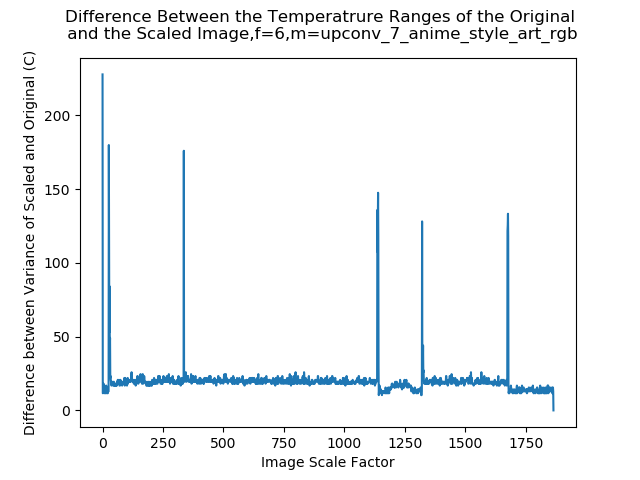 Difference Between the Temperatrure Ranges of the Original
and the Scaled Image,f=6,m=upconv_7_anime_style_art_rgb
Difference between Variance of Scaled and Original (C)
200
150
100
50
0
0 250 500 750 1000 1250 1500 1750
Image Scale Factor